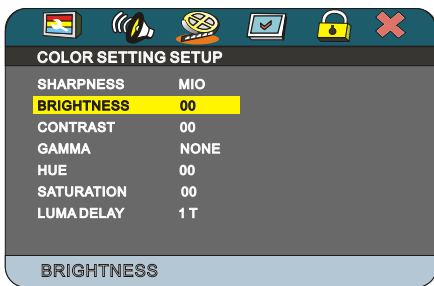 COLOR SETTING SETUP
SHARPNESS MIO
BRIGHTNESS 00
CONTRAST 00
GAMMA NONE
HUE 00
SATURATION 00
LUMA DELAY 1 T
BRIGHTNESS